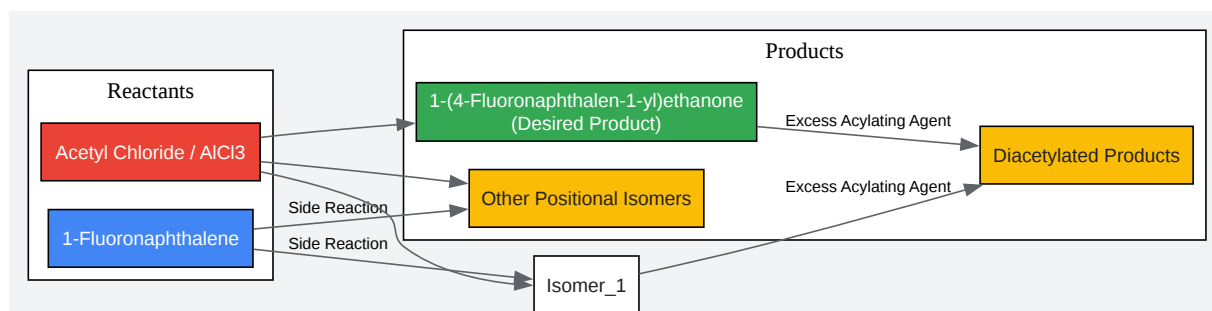 Products
Reactants
1-(4-Fluoronaphthalen-1-yl)ethanone
(Desired Product)
Excess Acylating Agent
Acetyl Chloride / AlCl3
Diacetylated Products
Other Positional Isomers
Excess Acylating Agent
Side Reaction
1-Fluoronaphthalene
Side Reaction
Isomer_1